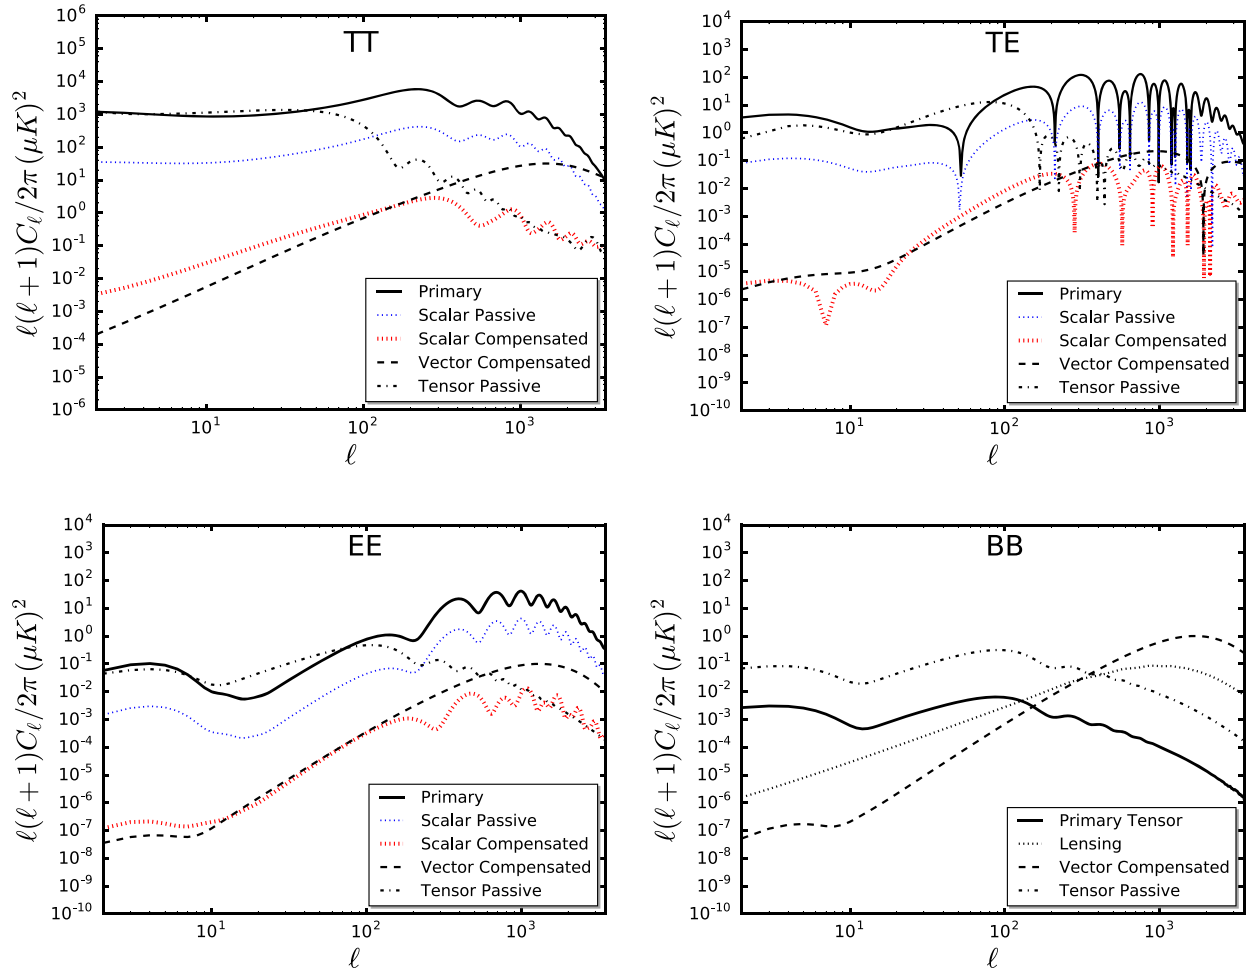 TT
10^6
10^5
10^4
10^3
10^2
10^1
10^0
10^-1
10^-2
10^-3
10^-4
10^-5
10^-6
ℓ(ℓ + 1)C_ℓ/2π (μK)^2
Primary
Scalar Passive
Scalar Compensated
Vector Compensated
Tensor Passive
10^1 10^2 10^3
ℓ
TE
10^4
10^3
10^2
10^1
10^0
10^-1
10^-2
10^-3
10^-4
10^-5
10^-6
10^-7
10^-8
10^-9
10^-10
ℓ(ℓ + 1)C_ℓ/2π (μK)^2
Primary
Scalar Passive
Scalar Compensated
Vector Compensated
Tensor Passive
10^1 10^2 10^3
ℓ
EE
10^4
10^3
10^2
10^1
10^0
10^-1
10^-2
10^-3
10^-4
10^-5
10^-6
10^-7
10^-8
10^-9
10^-10
ℓ(ℓ + 1)C_ℓ/2π (μK)^2
Primary
Scalar Passive
Scalar Compensated
Vector Compensated
Tensor Passive
10^1 10^2 10^3
ℓ
BB
10^4
10^3
10^2
10^1
10^0
10^-1
10^-2
10^-3
10^-4
10^-5
10^-6
10^-7
10^-8
10^-9
10^-10
ℓ(ℓ + 1)C_ℓ/2π (μK)^2
Primary Tensor
Lensing
Vector Compensated
Tensor Passive
10^1 10^2 10^3
ℓ